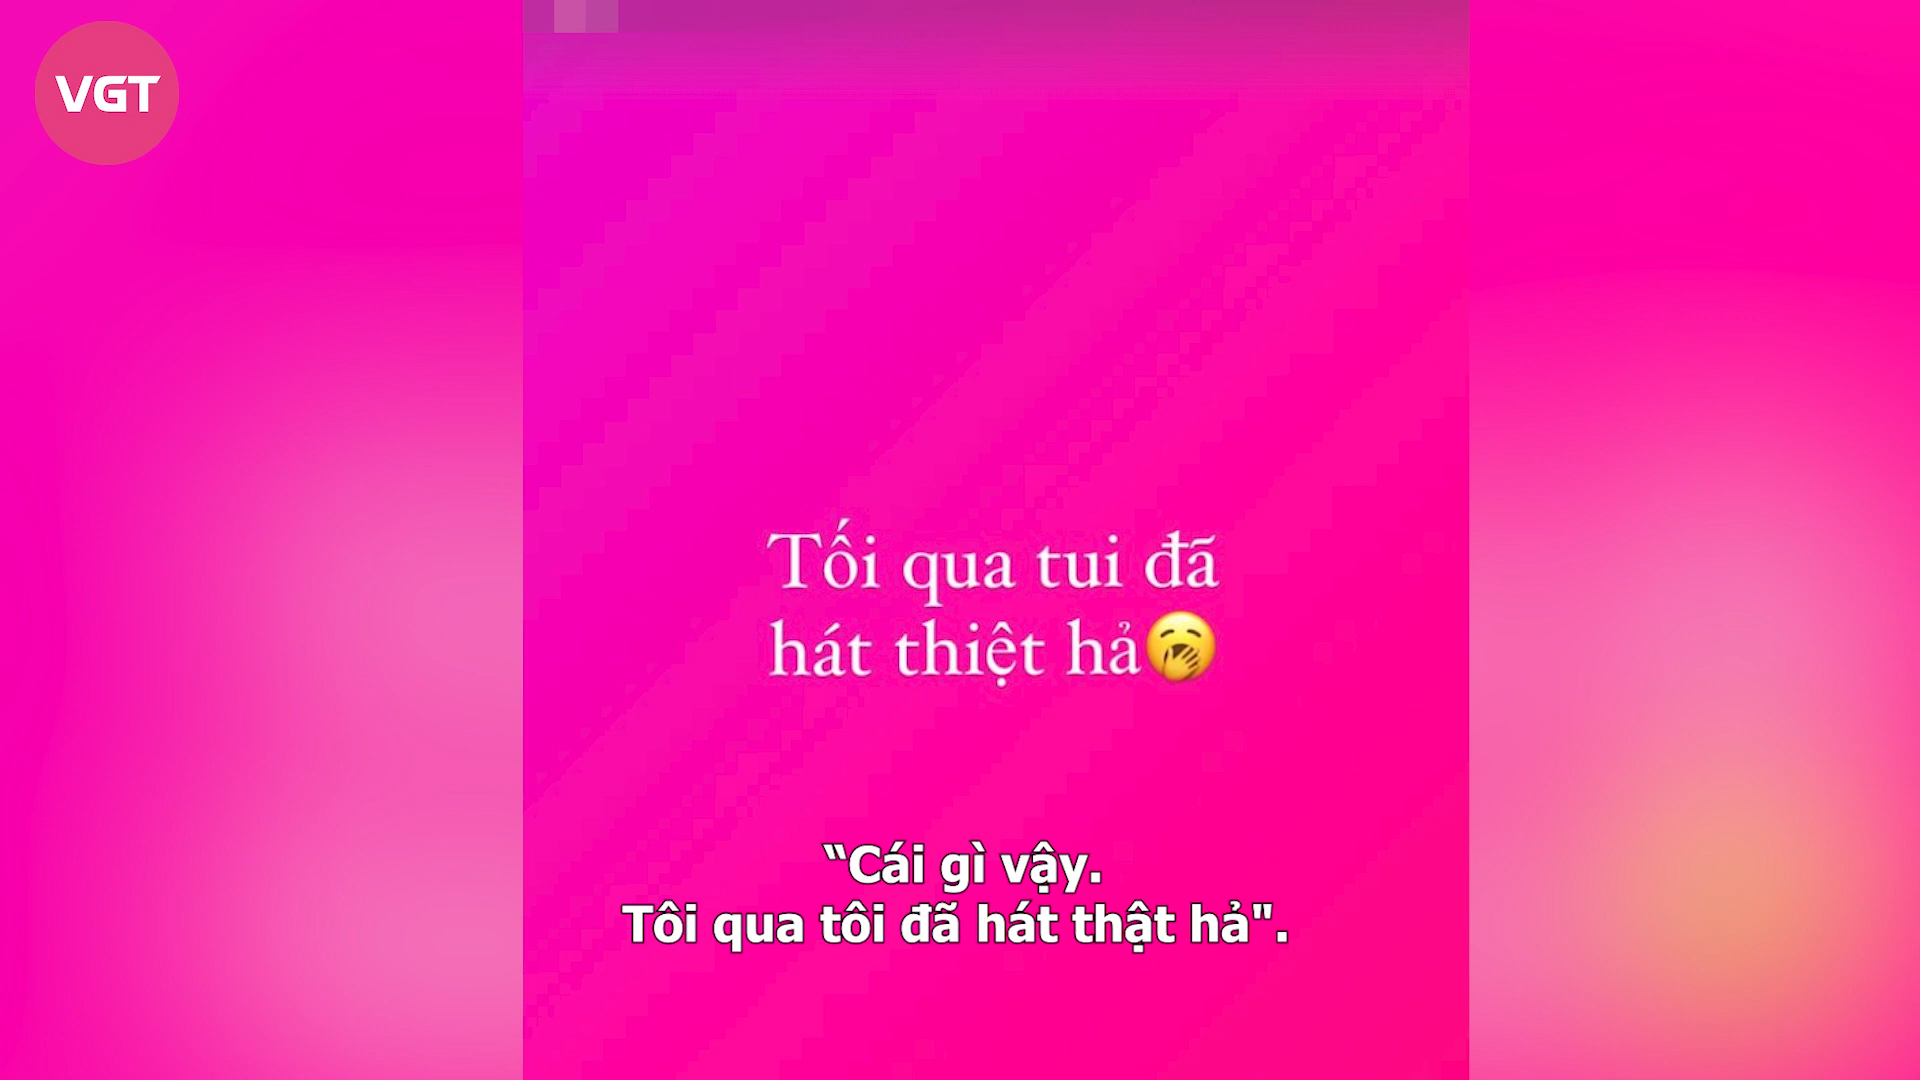 VGT
Tối qua tui đã
hát thiệt hả🥱
“Cái gì vậy.
Tôi qua tôi đã hát thật hả".